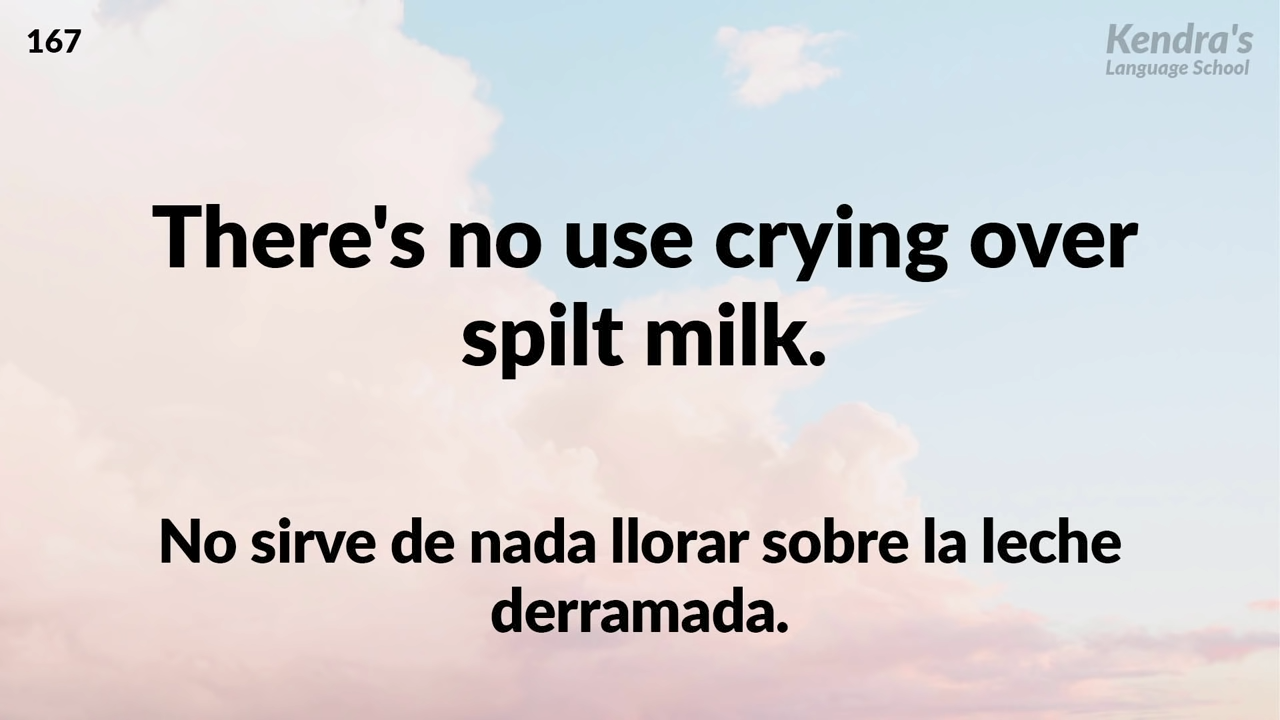 167
Kendra's
Language School
There's no use crying over
spilt milk.
No sirve de nada llorar sobre la leche
derramada.